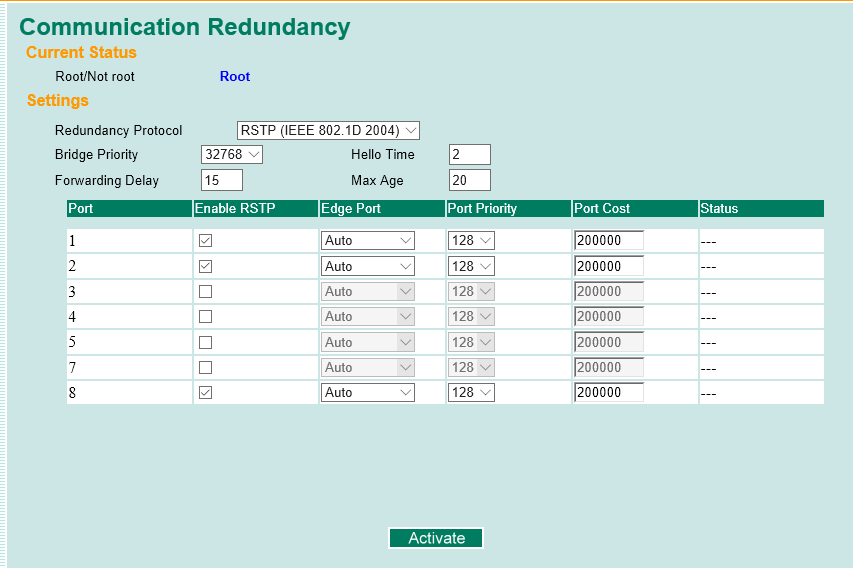 Communication Redundancy
Current Status
Root/Not root Root
Settings
Redundancy Protocol RSTP (IEEE 802.1D 2004)
Bridge Priority 32768 Hello Time 2
Forwarding Delay 15 Max Age 20
Port Enable RSTP Edge Port Port Priority Port Cost Status
1 Auto 128 200000 ---
2 Auto 128 200000 ---
3 Auto 128 200000 ---
4 Auto 128 200000 ---
5 Auto 128 200000 ---
7 Auto 128 200000 ---
8 Auto 128 200000 ---
Activate